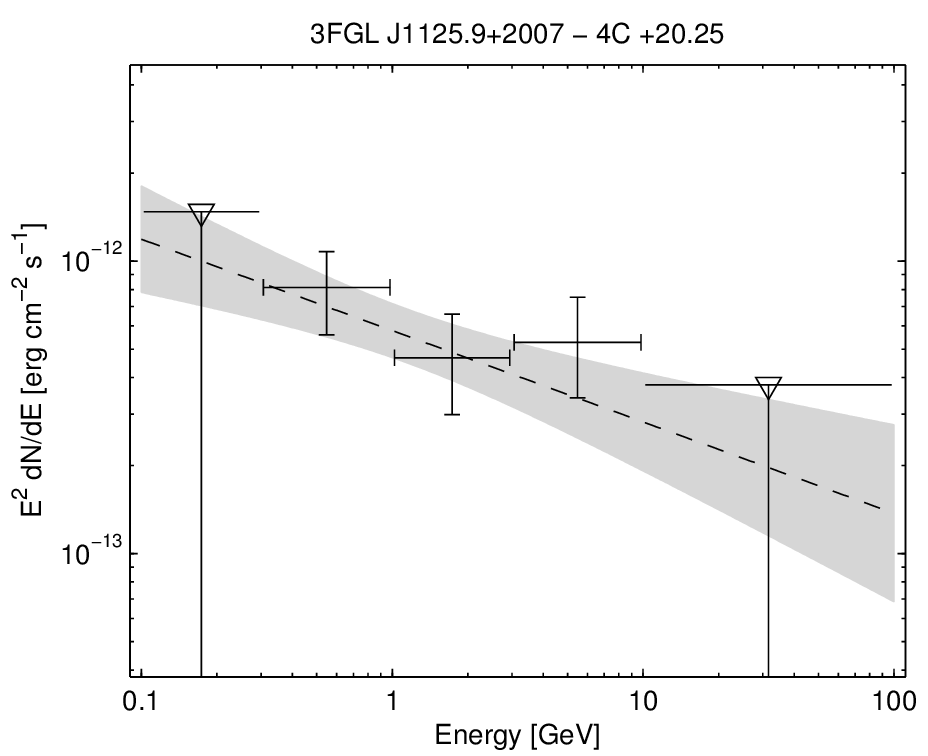 3FGL J1125.9+2007 − 4C +20.25
E² dN/dE [erg cm⁻² s⁻¹]
10⁻¹²
10⁻¹³
0.1 1 10 100
Energy [GeV]